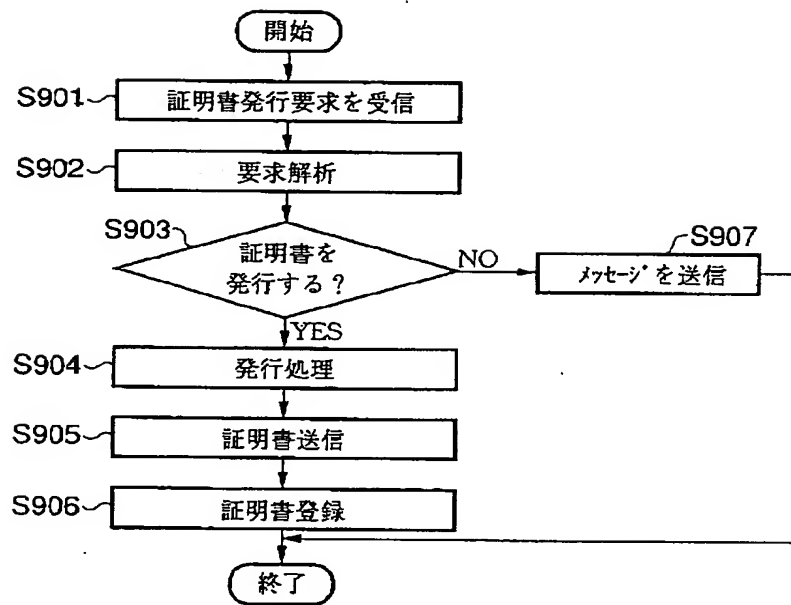 開始
S901
証明書発行要求を受信
S902
要求解析
S903
証明書を
発行する?
NO
S907
ﾒｯｾｰｼﾞを送信
YES
S904
発行処理
S905
証明書送信
S906
証明書登録
終了